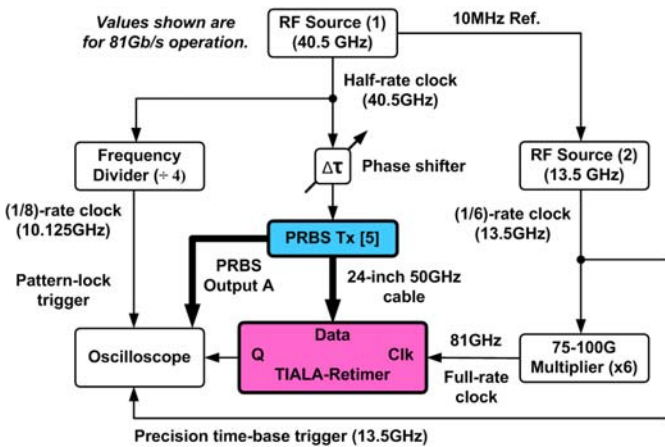 Values shown are
for 81Gb/s operation.
RF Source (1)
(40.5 GHz)
10MHz Ref.
Half-rate clock
(40.5GHz)
Frequency
Divider (÷ 4)
Δτ
Phase shifter
RF Source (2)
(13.5 GHz)
(1/8)-rate clock
(10.125GHz)
(1/6)-rate clock
(13.5GHz)
PRBS Tx [5]
PRBS
Output A
24-inch 50GHz
cable
Pattern-lock
trigger
Oscilloscope
Data
Q
Clk
TIALA-Retimer
81GHz
Full-rate
clock
75-100G
Multiplier (x6)
Precision time-base trigger (13.5GHz)